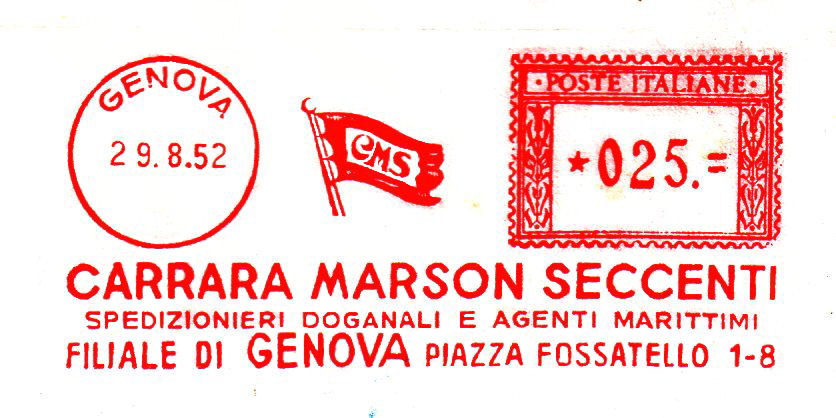 GENOVA
29.8.52
CMS
POSTE ITALIANE
*025.=
CARRARA MARSON SECCENTI
SPEDIZIONIERI DOGANALI E AGENTI MARITTIMI
FILIALE DI GENOVA PIAZZA FOSSATELLO 1-8